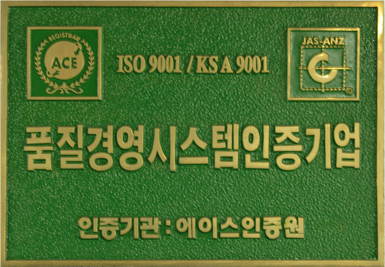 REGISTRAR
ACE
ISO 9001 / KS A 9001
JAS-ANZ
품질경영시스템인증기업
인증기관 : 에이스인증원